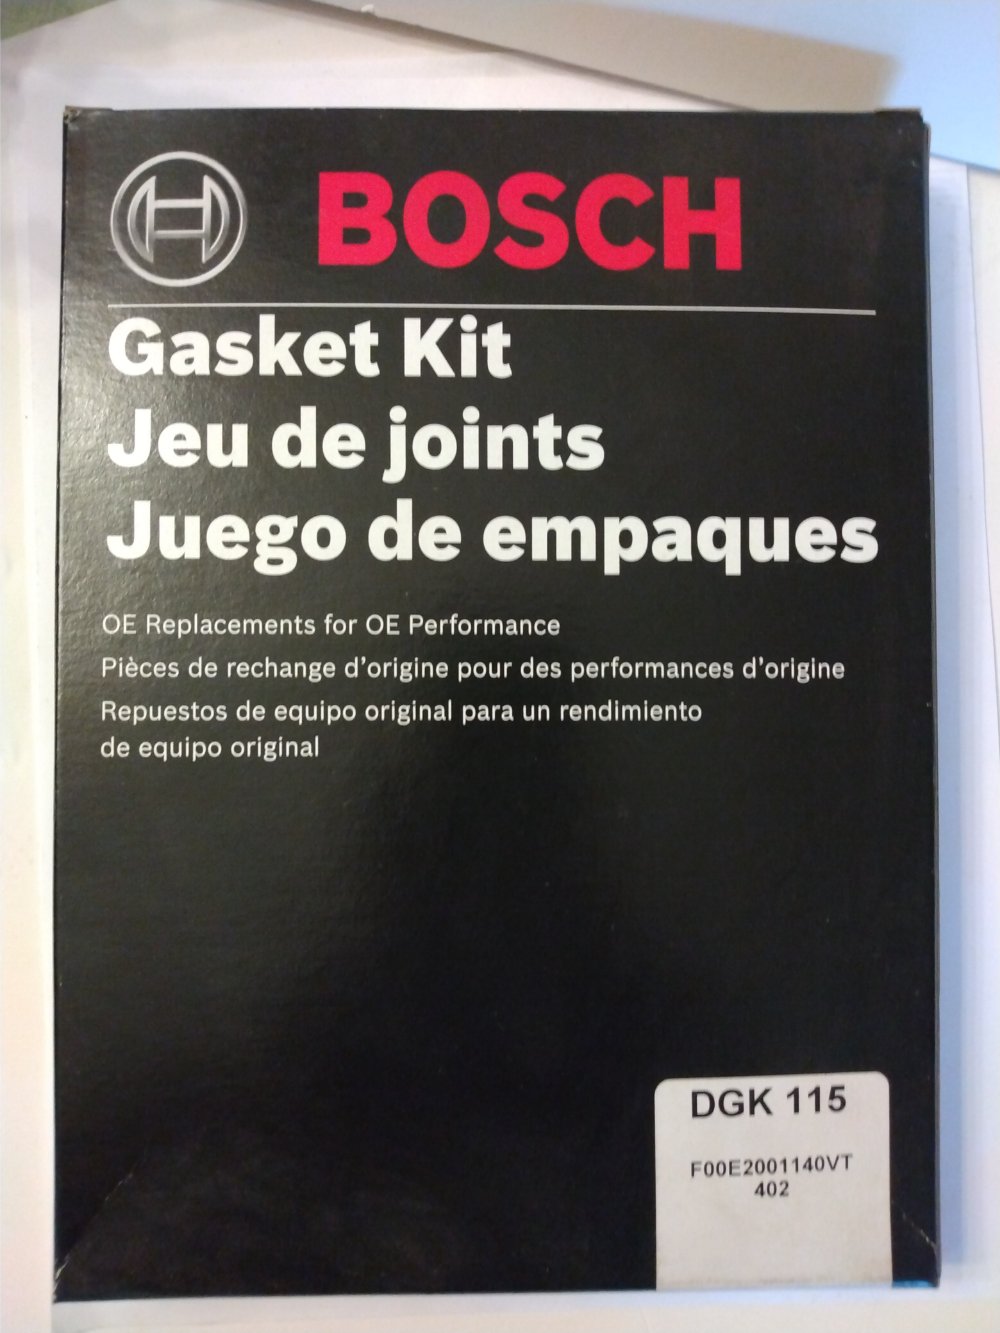 BOSCH
Gasket Kit
Jeu de joints
Juego de empaques
OE Replacements for OE Performance
Pièces de rechange d'origine pour des performances d'origine
Repuestos de equipo original para un rendimiento
de equipo original
DGK 115
F00E2001140VT
402